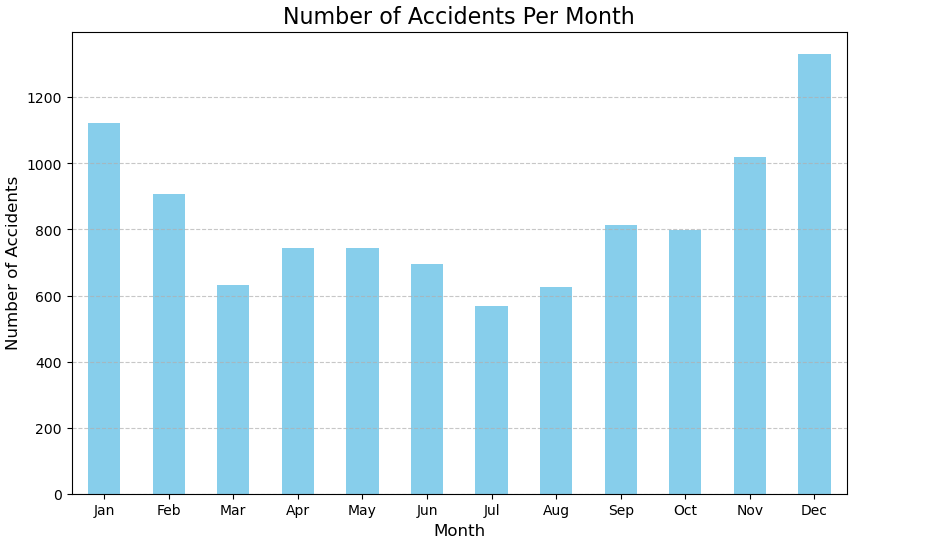 Number of Accidents Per Month
Number of Accidents
1200
1000
800
600
400
200
0
Jan Feb Mar Apr May Jun Jul Aug Sep Oct Nov Dec
Month